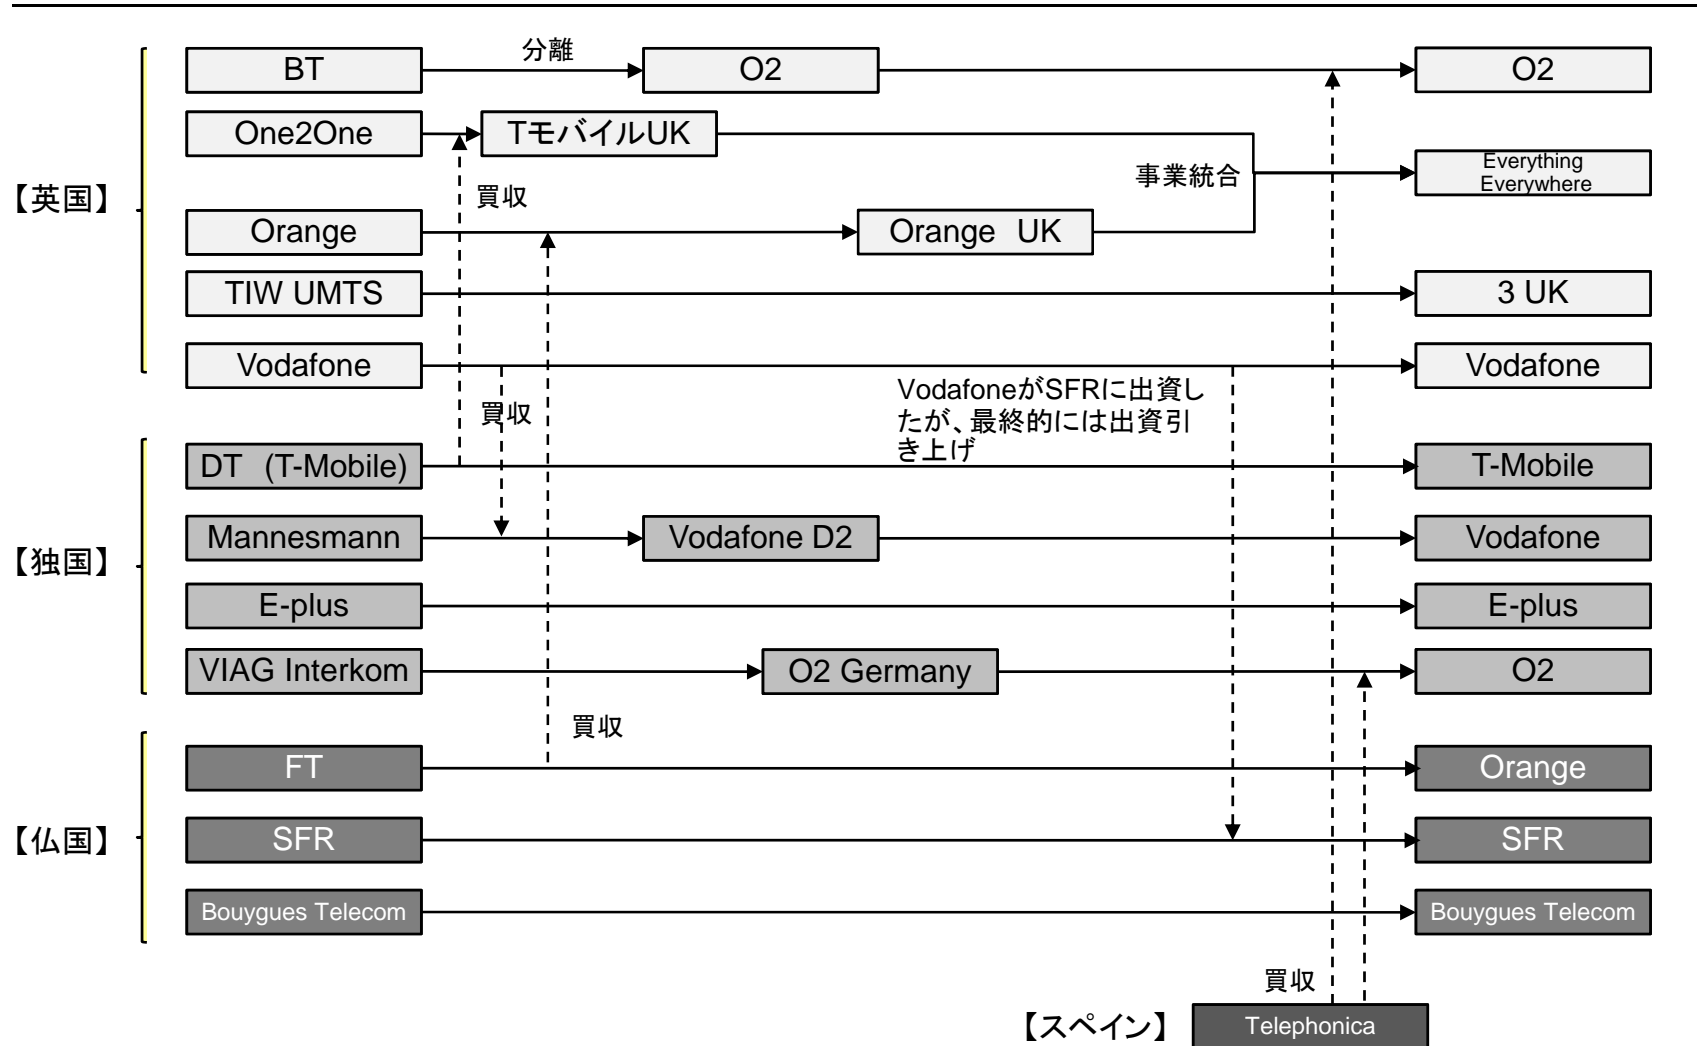 分離
BT
O2
O2
One2One
TモバイルUK
事業統合
Everything
Everywhere
【英国】
買収
Orange
Orange UK
TIW UMTS
3 UK
Vodafone
Vodafone
買収
VodafoneがSFRに出資し
たが、最終的には出資引
き上げ
DT (T-Mobile)
T-Mobile
Mannesmann
Vodafone D2
Vodafone
【独国】
E-plus
E-plus
VIAG Interkom
O2 Germany
O2
買収
FT
Orange
【仏国】
SFR
SFR
Bouygues Telecom
Bouygues Telecom
買収
【スペイン】
Telephonica